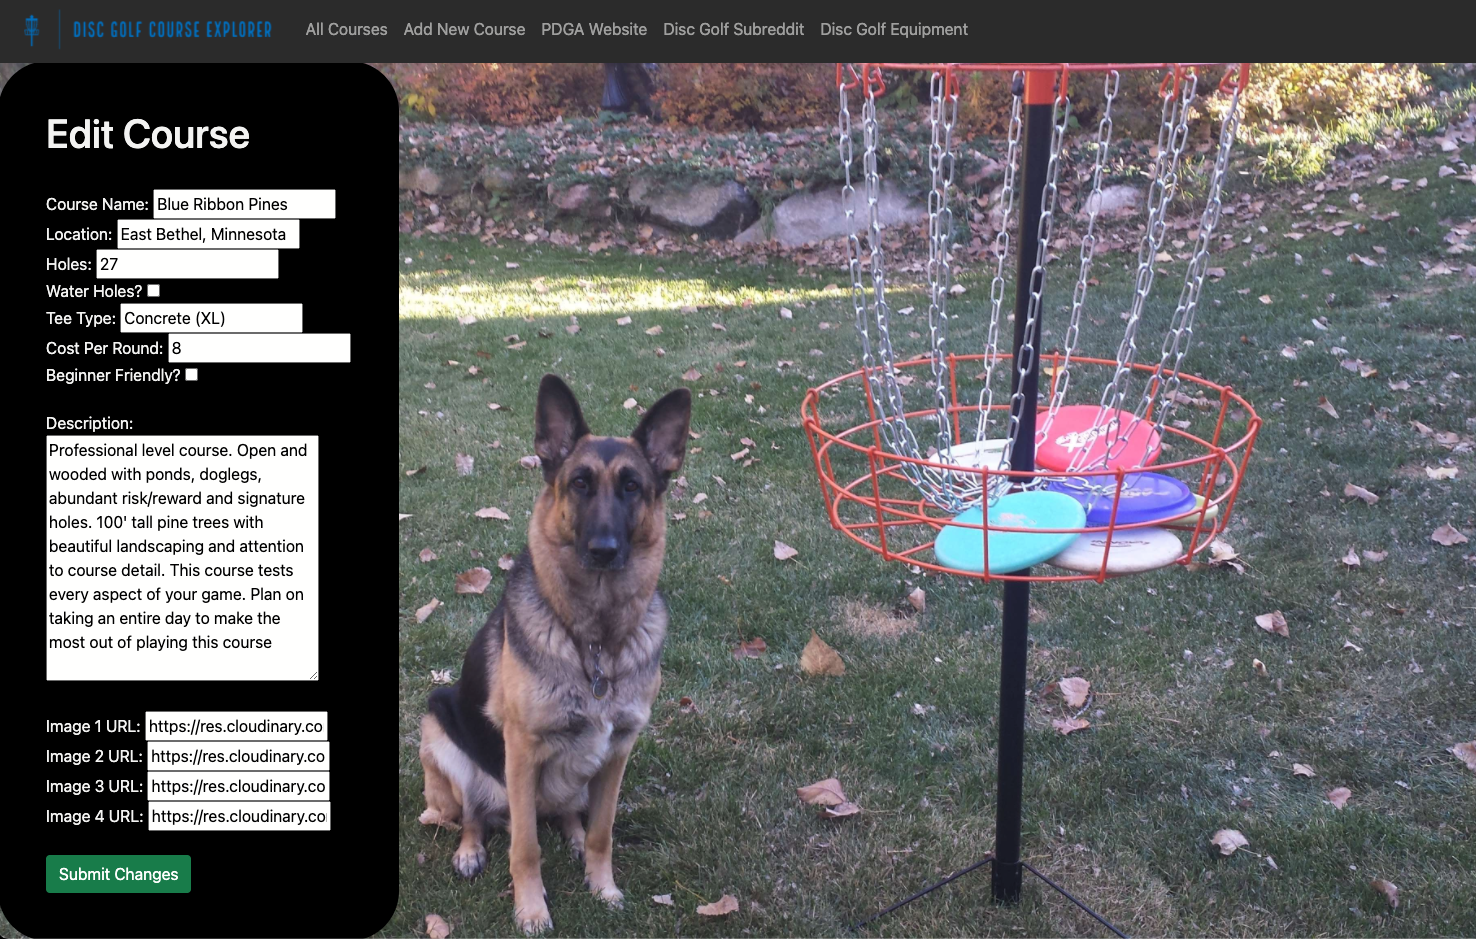 DISC GOLF COURSE EXPLORER All Courses Add New Course PDGA Website Disc Golf Subreddit Disc Golf Equipment
Edit Course
Course Name: Blue Ribbon Pines
Location: East Bethel, Minnesota
Holes: 27
Water Holes?
Tee Type: Concrete (XL)
Cost Per Round: 8
Beginner Friendly?
Description:
Professional level course. Open and
wooded with ponds, doglegs,
abundant risk/reward and signature
holes. 100' tall pine trees with
beautiful landscaping and attention
to course detail. This course tests
every aspect of your game. Plan on
taking an entire day to make the
most out of playing this course
Image 1 URL: https://res.cloudinary.co
Image 2 URL: https://res.cloudinary.co
Image 3 URL: https://res.cloudinary.co
Image 4 URL: https://res.cloudinary.co
Submit Changes